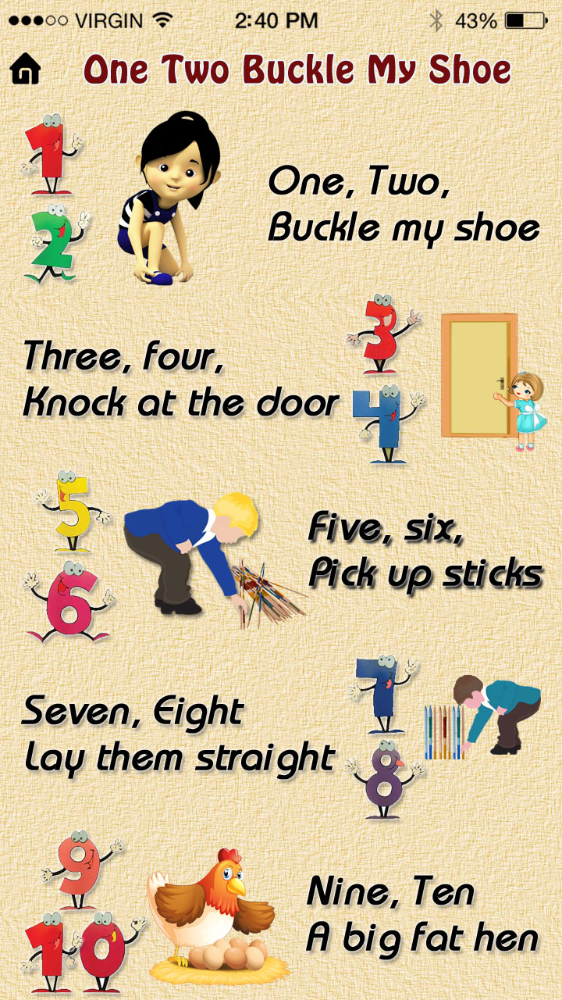 VIRGIN 2:40 PM 43%
One Two Buckle My Shoe
1
2
One, Two,
Buckle my shoe
Three, four,
Knock at the door
3
4
5
6
Five, six,
Pick up sticks
Seven, Eight
Lay them straight
7
8
9
10
Nine, Ten
A big fat hen